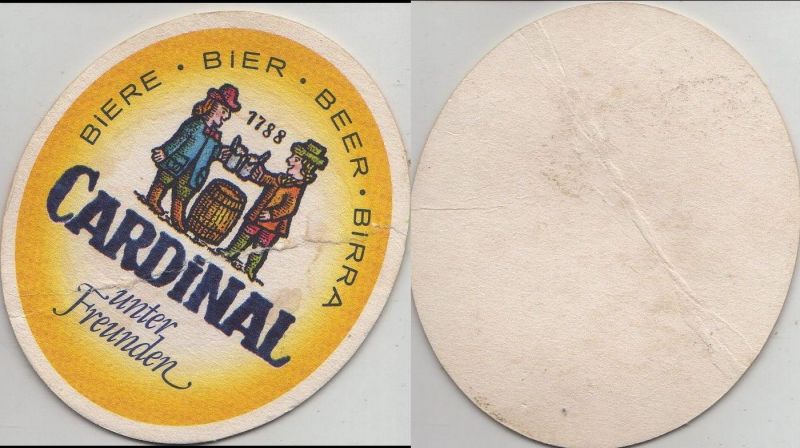 BiERE · BiER · BEER · BiRRA
1788
CARDiNAL
unter
Freunden